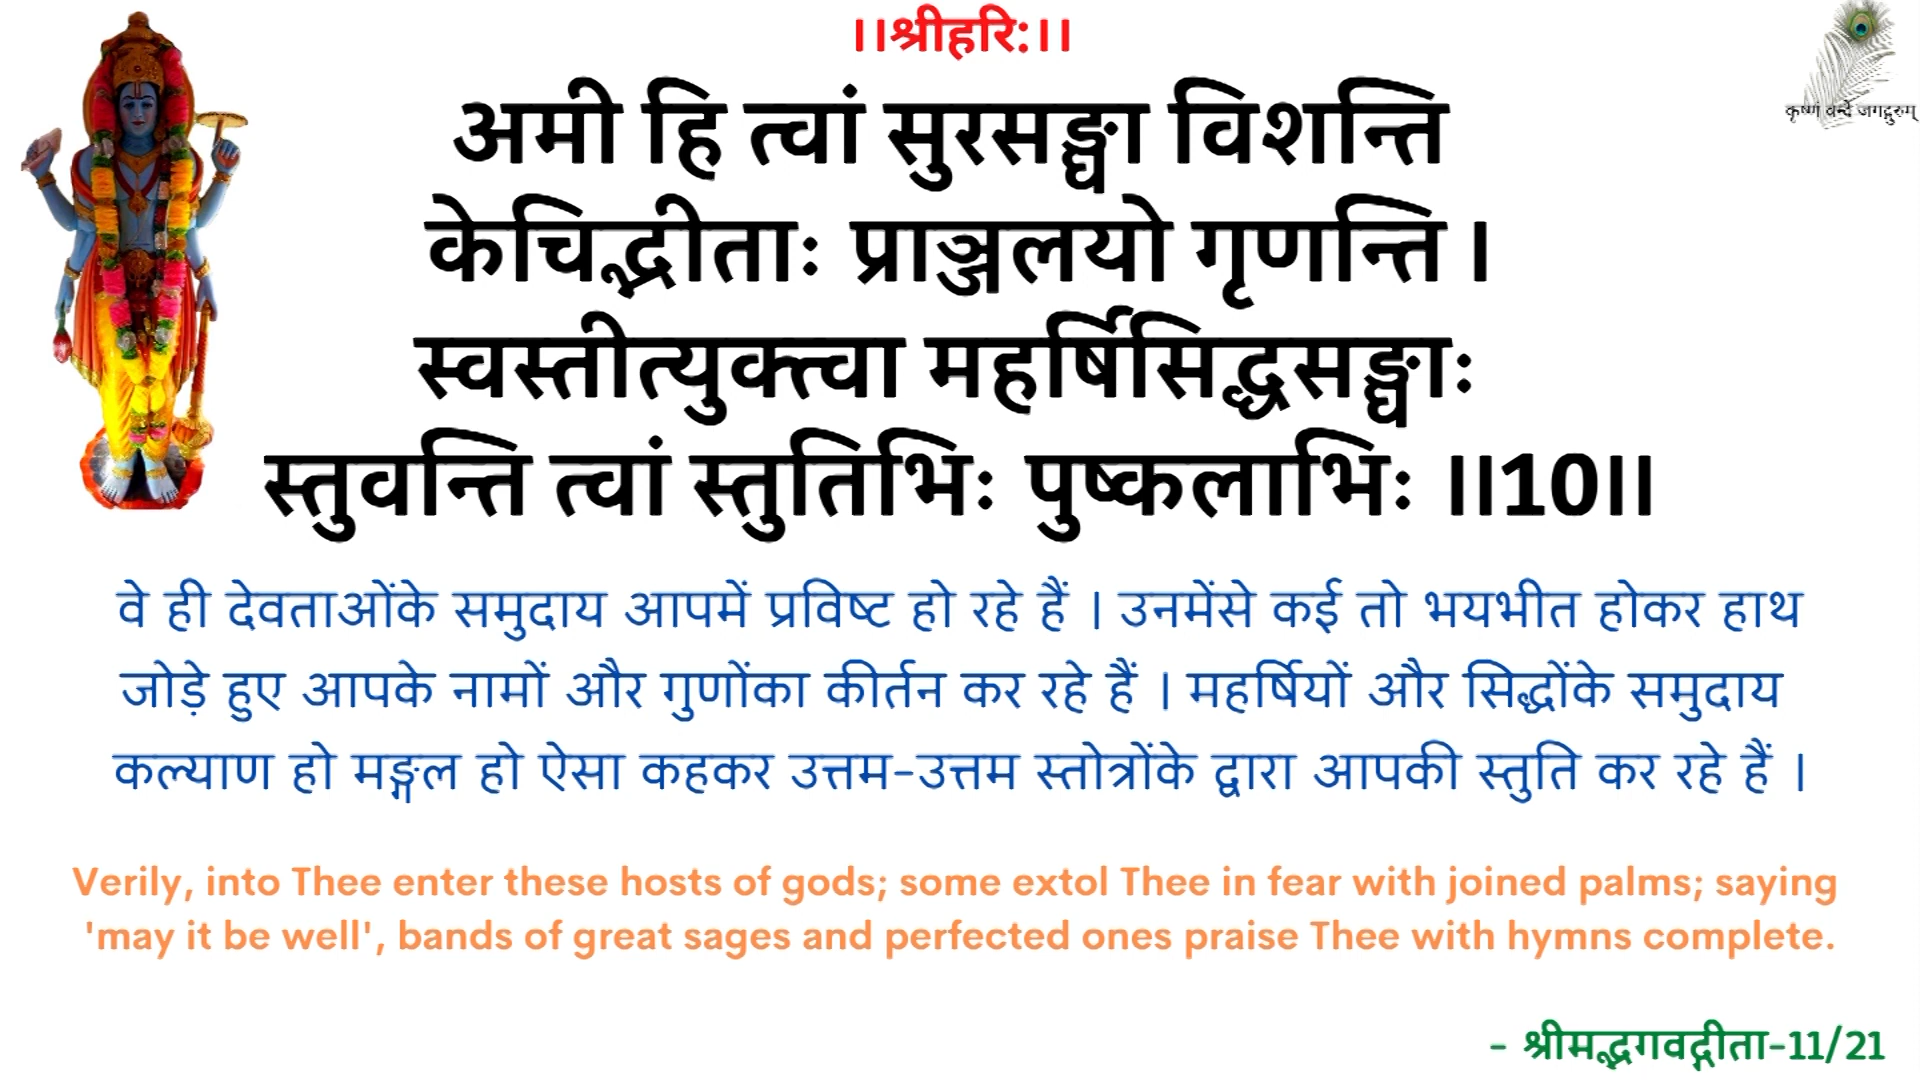 ।।श्रीहरि:।।
कृष्णं वन्दे जगद्गुरुम्
अमी हि त्वां सुरसङ्घा विशन्ति
केचिद्भीताः प्राञ्जलयो गृणन्ति ।
स्वस्तीत्युक्त्वा महर्षिसिद्धसङ्घाः
स्तुवन्ति त्वां स्तुतिभिः पुष्कलाभिः ।।10।।
वे ही देवताओंके समुदाय आपमें प्रविष्ट हो रहे हैं । उनमेंसे कई तो भयभीत होकर हाथ
जोड़े हुए आपके नामों और गुणोंका कीर्तन कर रहे हैं । महर्षियों और सिद्धोंके समुदाय
कल्याण हो मङ्गल हो ऐसा कहकर उत्तम-उत्तम स्तोत्रोंके द्वारा आपकी स्तुति कर रहे हैं ।
Verily, into Thee enter these hosts of gods; some extol Thee in fear with joined palms; saying
'may it be well', bands of great sages and perfected ones praise Thee with hymns complete.
- श्रीमद्भगवद्गीता-11/21